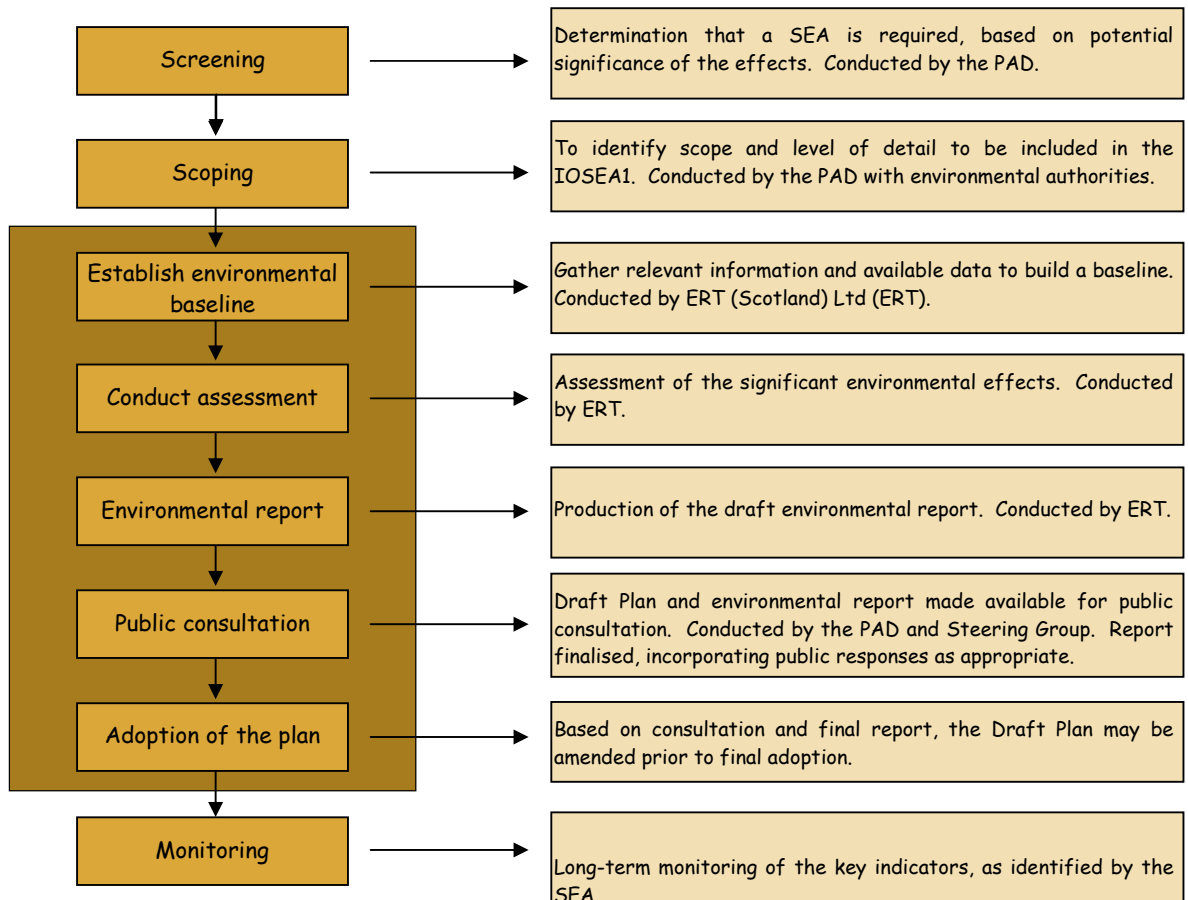 Screening
Determination that a SEA is required, based on potential
significance of the effects. Conducted by the PAD.
Scoping
To identify scope and level of detail to be included in the
IOSEA1. Conducted by the PAD with environmental authorities.
Establish environmental
baseline
Gather relevant information and available data to build a baseline.
Conducted by ERT (Scotland) Ltd (ERT).
Conduct assessment
Assessment of the significant environmental effects. Conducted
by ERT.
Environmental report
Production of the draft environmental report. Conducted by ERT.
Public consultation
Draft Plan and environmental report made available for public
consultation. Conducted by the PAD and Steering Group. Report
finalised, incorporating public responses as appropriate.
Adoption of the plan
Based on consultation and final report, the Draft Plan may be
amended prior to final adoption.
Monitoring
Long-term monitoring of the key indicators, as identified by the
SEA